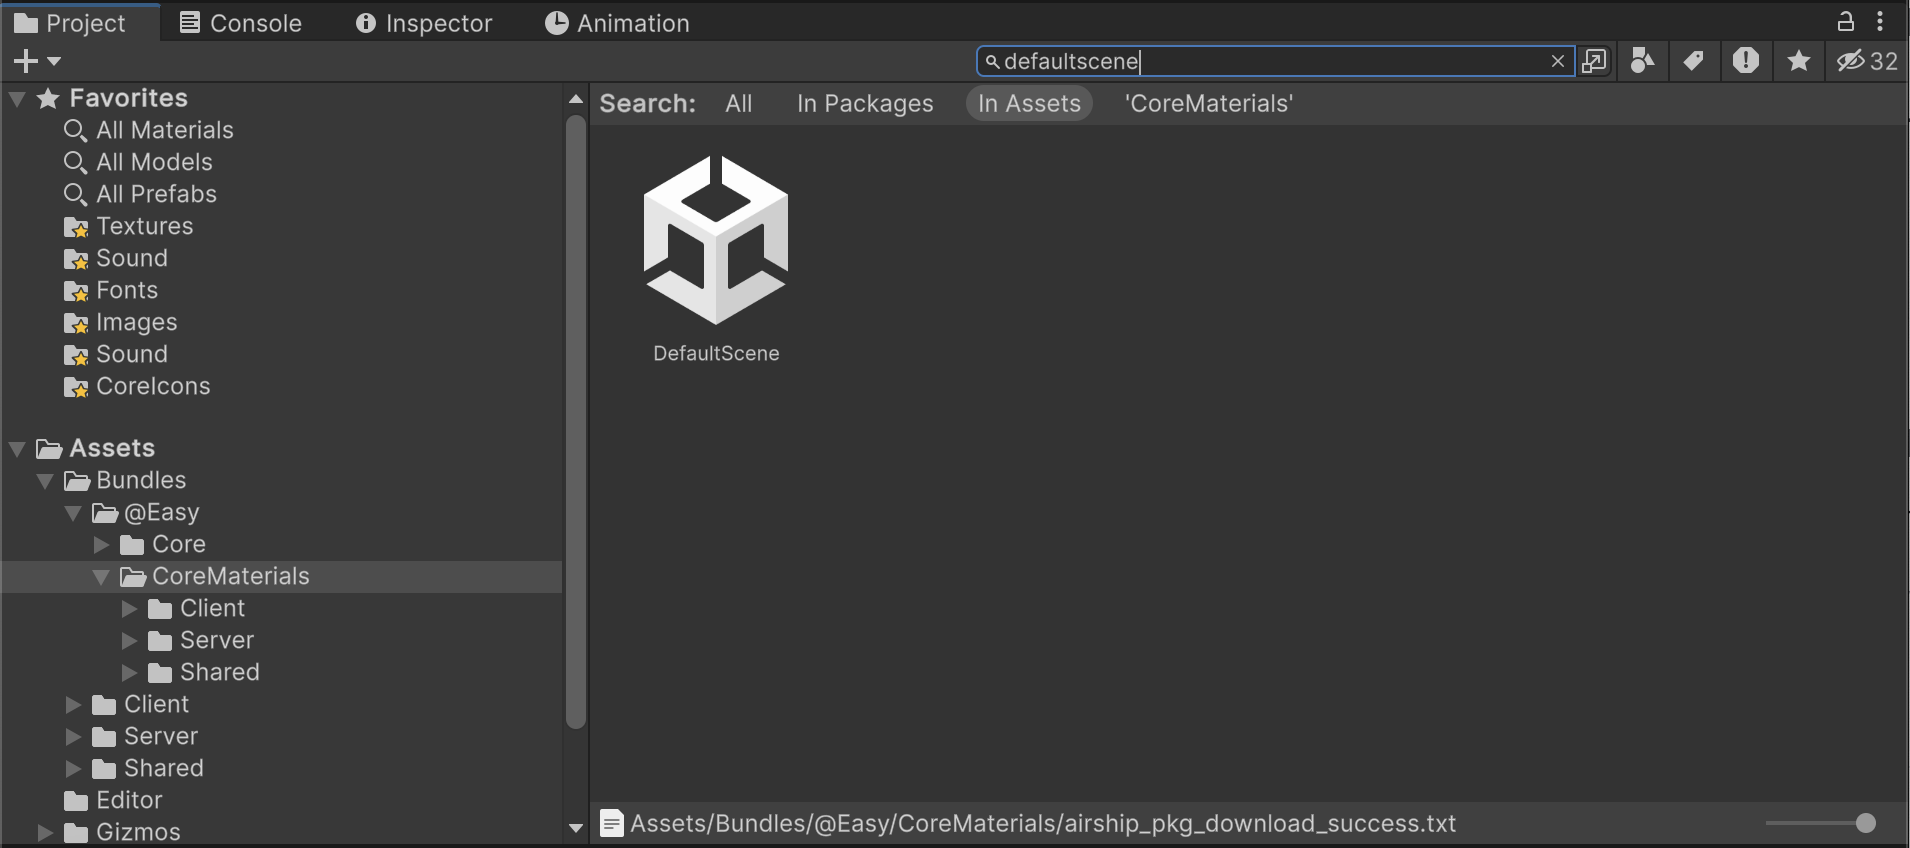 Project
Console
Inspector
Animation
defaultscene
32
Favorites
All Materials
All Models
All Prefabs
Textures
Sound
Fonts
Images
Sound
CoreIcons
Assets
Bundles
@Easy
Core
CoreMaterials
Client
Server
Shared
Client
Server
Shared
Editor
Gizmos
Search: All In Packages In Assets 'CoreMaterials'
DefaultScene
Assets/Bundles/@Easy/CoreMaterials/airship_pkg_download_success.txt